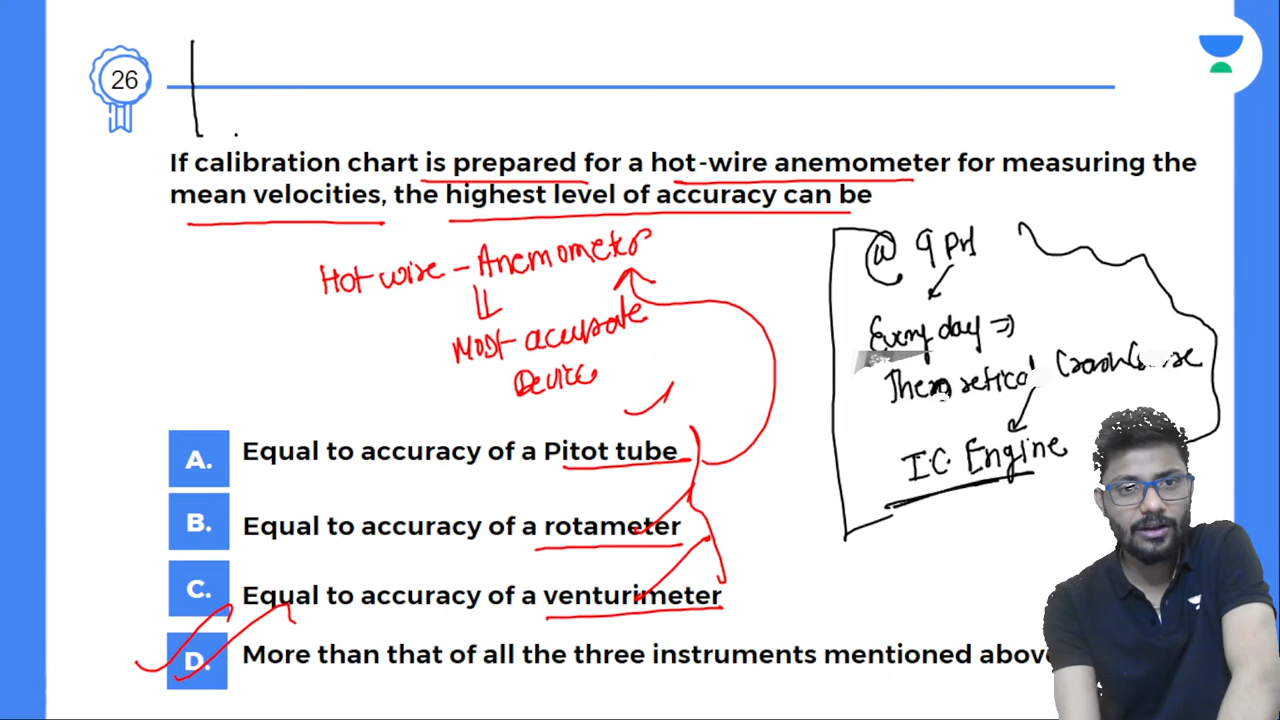 26
If calibration chart is prepared for a hot-wire anemometer for measuring the
mean velocities, the highest level of accuracy can be
Hot wire - Anemometer
Most accurate
Device
@ 9 PM
Every day ⇒
Theoretical Crash Course
I.C. Engine
A. Equal to accuracy of a Pitot tube
B. Equal to accuracy of a rotameter
C. Equal to accuracy of a venturimeter
D. More than that of all the three instruments mentioned above